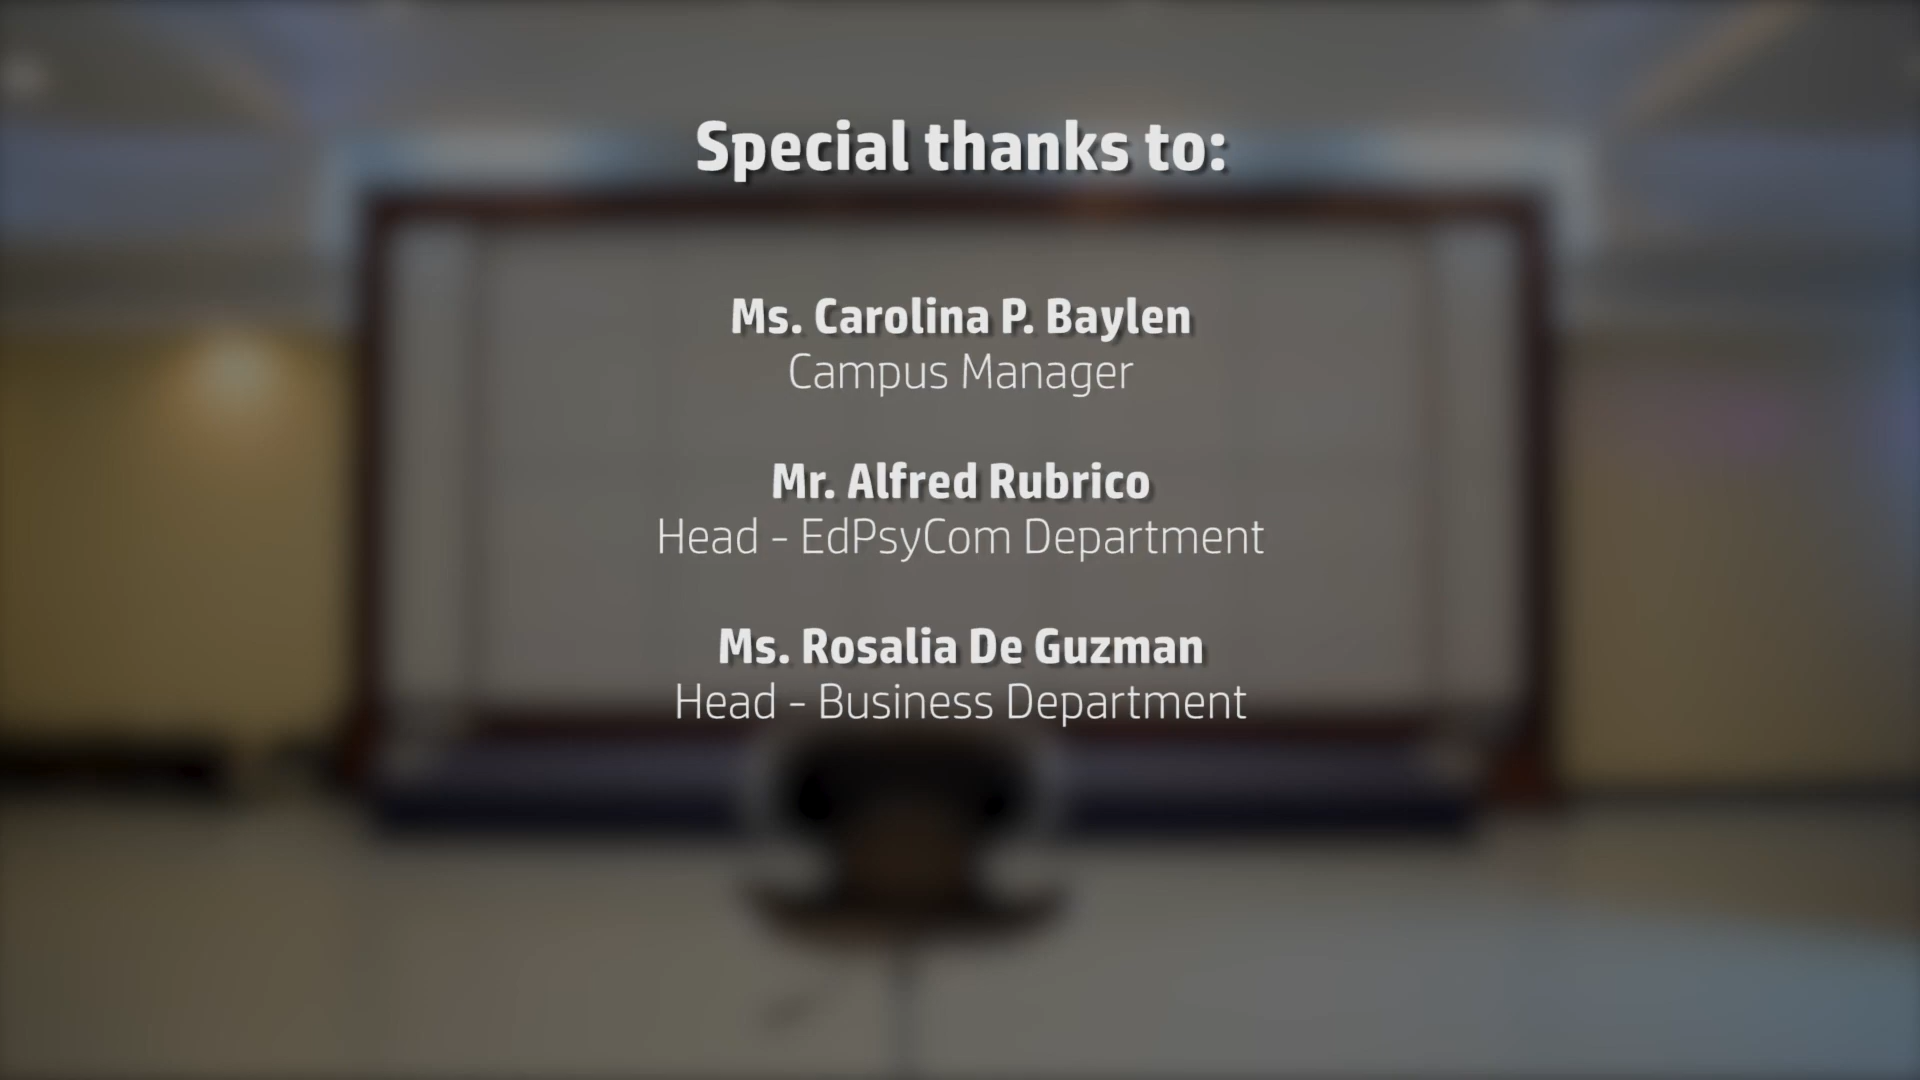 Special thanks to:
Ms. Carolina P. Baylen
Campus Manager
Mr. Alfred Rubrico
Head - EdPsyCom Department
Ms. Rosalia De Guzman
Head - Business Department